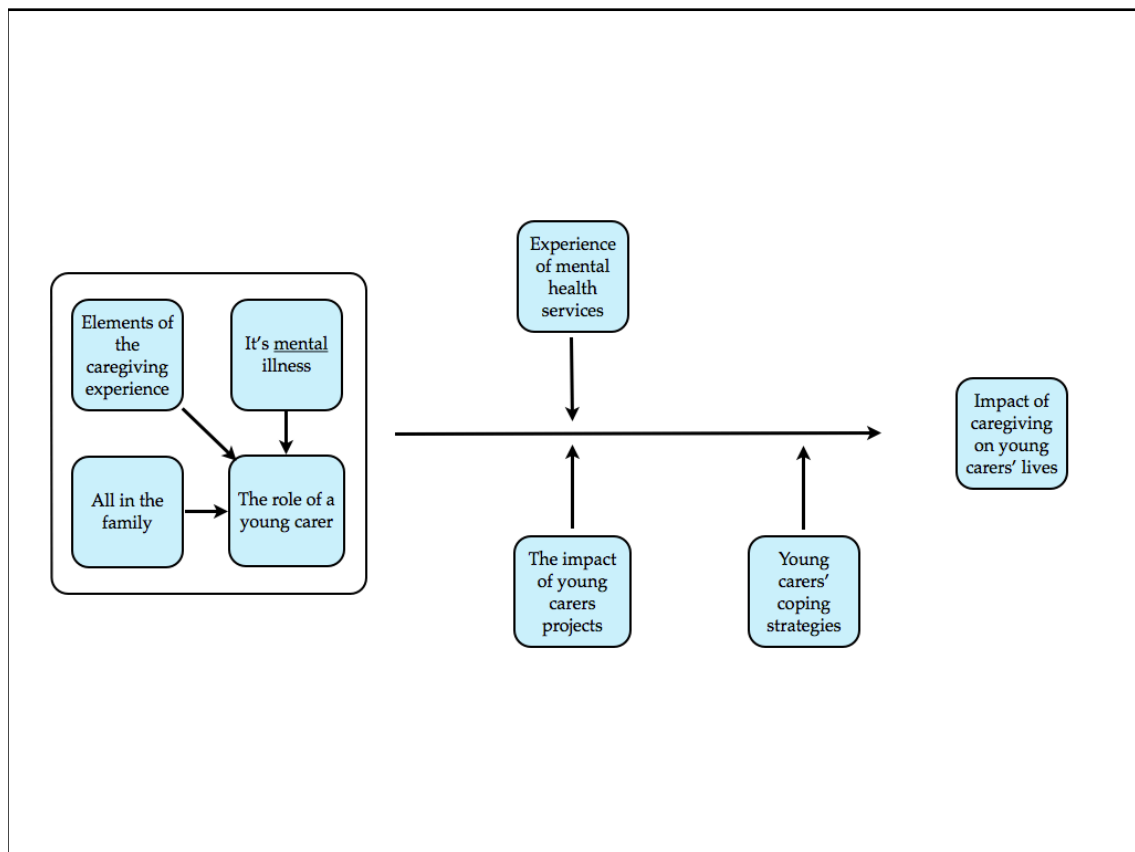 Elements of
the
caregiving
experience
It's mental
illness
All in the
family
The role of a
young carer
Experience
of mental
health
services
The impact
of young
carers
projects
Young
carers'
coping
strategies
Impact of
caregiving
on young
carers' lives